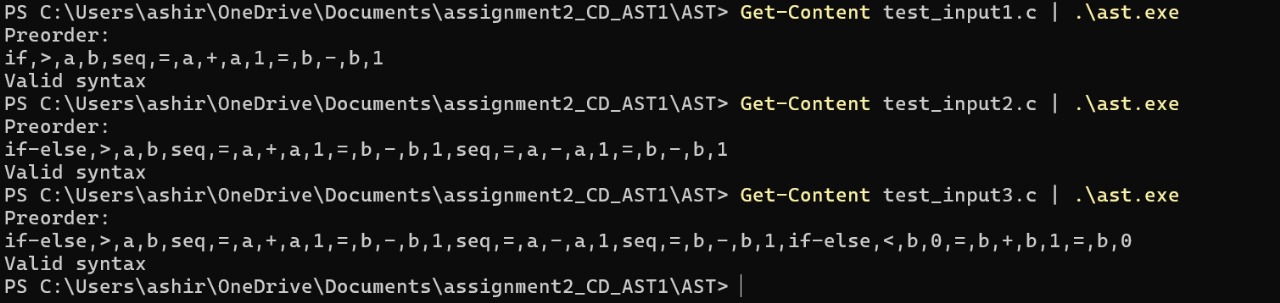 PS C:\Users\ashir\OneDrive\Documents\assignment2_CD_AST1\AST> Get-Content test_input1.c | .\ast.exe
Preorder:
if,>,a,b,seq,=,a,+,a,1,=,b,-,b,1
Valid syntax
PS C:\Users\ashir\OneDrive\Documents\assignment2_CD_AST1\AST> Get-Content test_input2.c | .\ast.exe
Preorder:
if-else,>,a,b,seq,=,a,+,a,1,=,b,-,b,1,seq,=,a,-,a,1,=,b,-,b,1
Valid syntax
PS C:\Users\ashir\OneDrive\Documents\assignment2_CD_AST1\AST> Get-Content test_input3.c | .\ast.exe
Preorder:
if-else,>,a,b,seq,=,a,+,a,1,=,b,-,b,1,seq,=,a,-,a,1,seq,=,b,-,b,1,if-else,<,b,0,=,b,+,b,1,=,b,0
Valid syntax
PS C:\Users\ashir\OneDrive\Documents\assignment2_CD_AST1\AST>